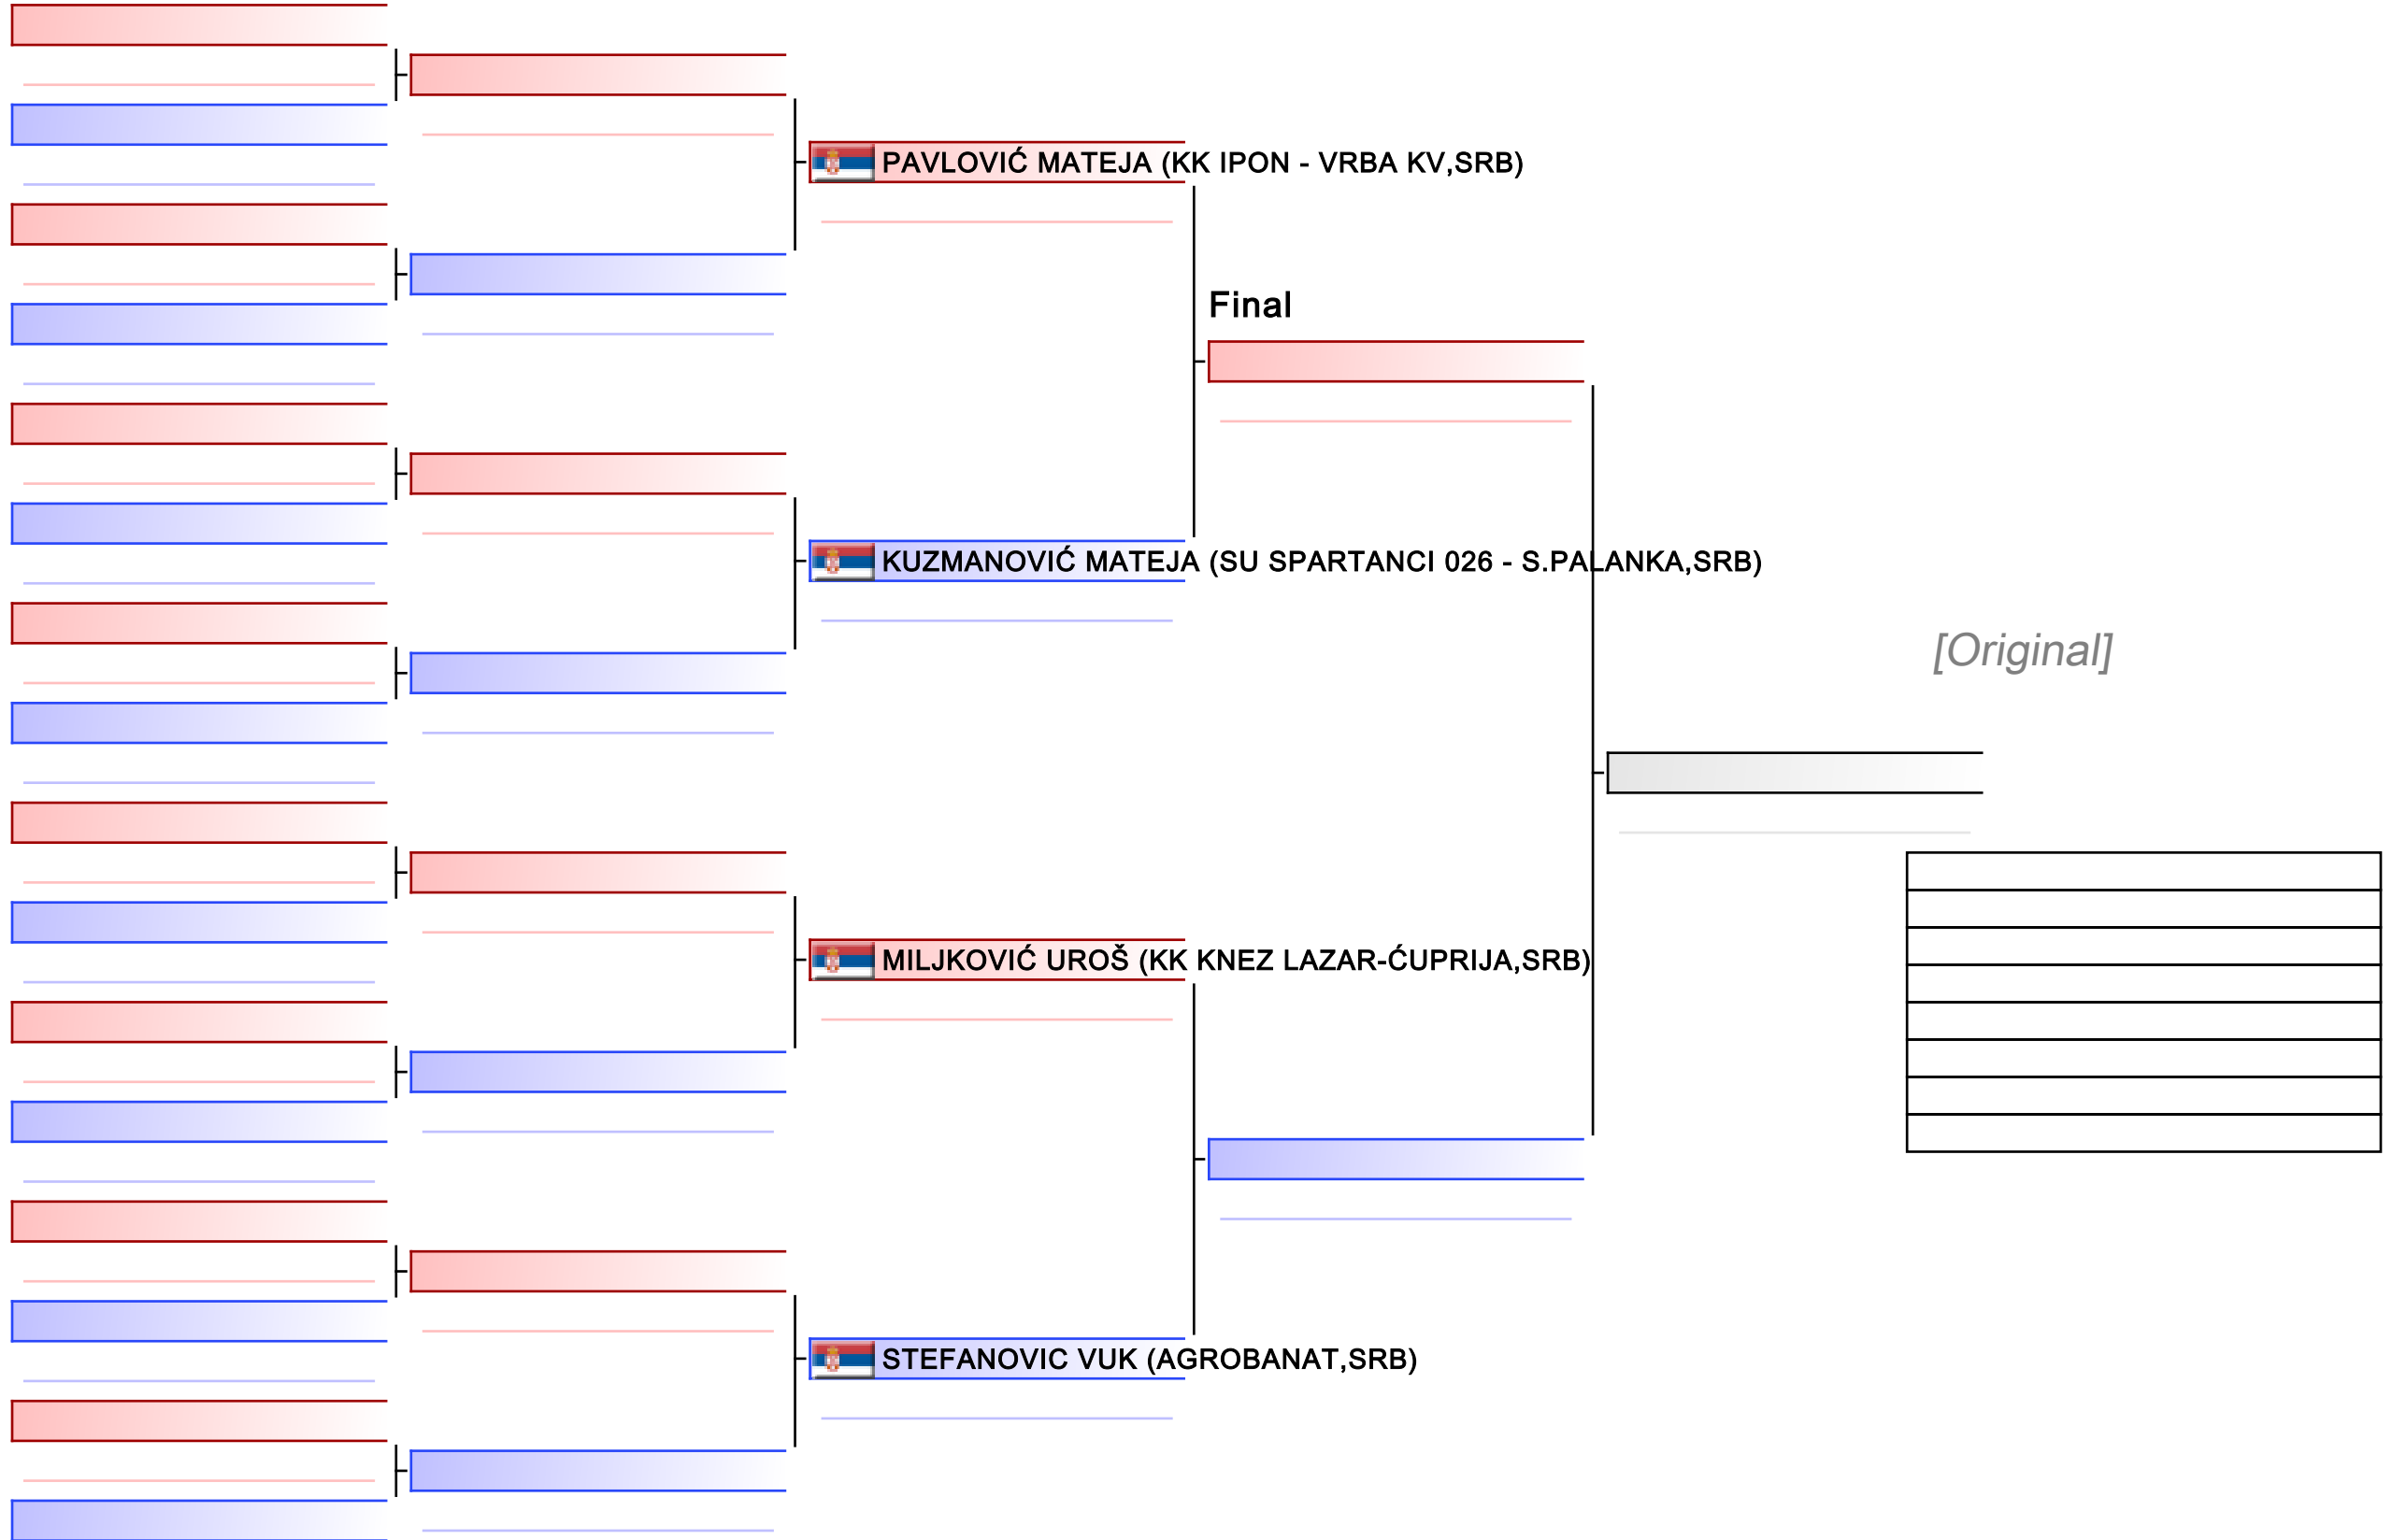 PAVLOVIĆ MATEJA (KK IPON - VRBA KV,SRB)
Final
KUZMANOVIĆ MATEJA (SU SPARTANCI 026 - S.PALANKA,SRB)
[Original]
MILJKOVIĆ UROŠ (KK KNEZ LAZAR-ĆUPRIJA,SRB)
STEFANOVIC VUK (AGROBANAT,SRB)